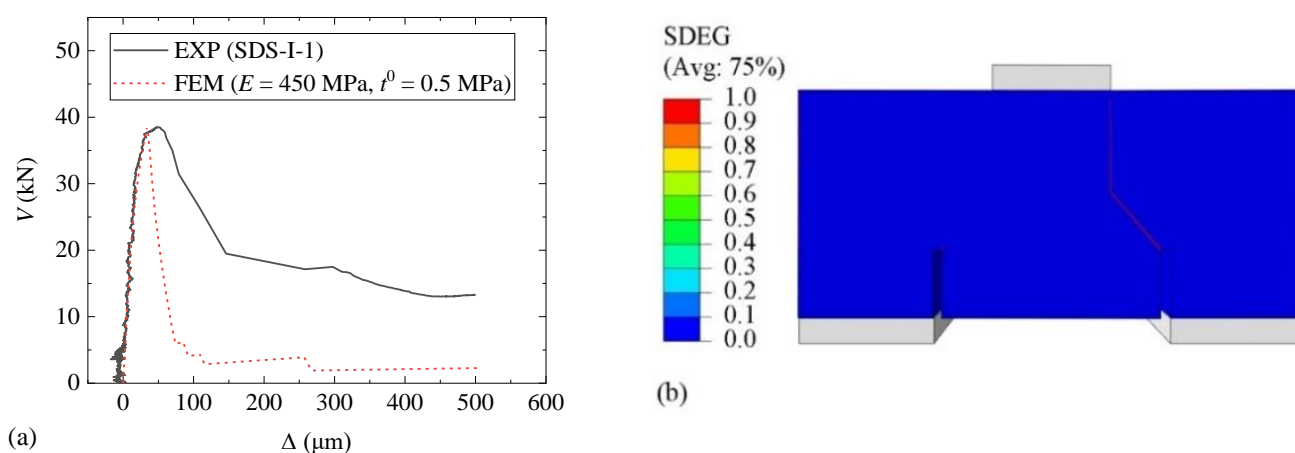 50
40
30
20
10
0
V (kN)
EXP (SDS-I-1)
FEM (E = 450 MPa, t⁰ = 0.5 MPa)
0 100 200 300 400 500 600
Δ (μm)
(a)
SDEG
(Avg: 75%)
1.0
0.9
0.8
0.7
0.6
0.5
0.4
0.3
0.2
0.1
0.0
(b)